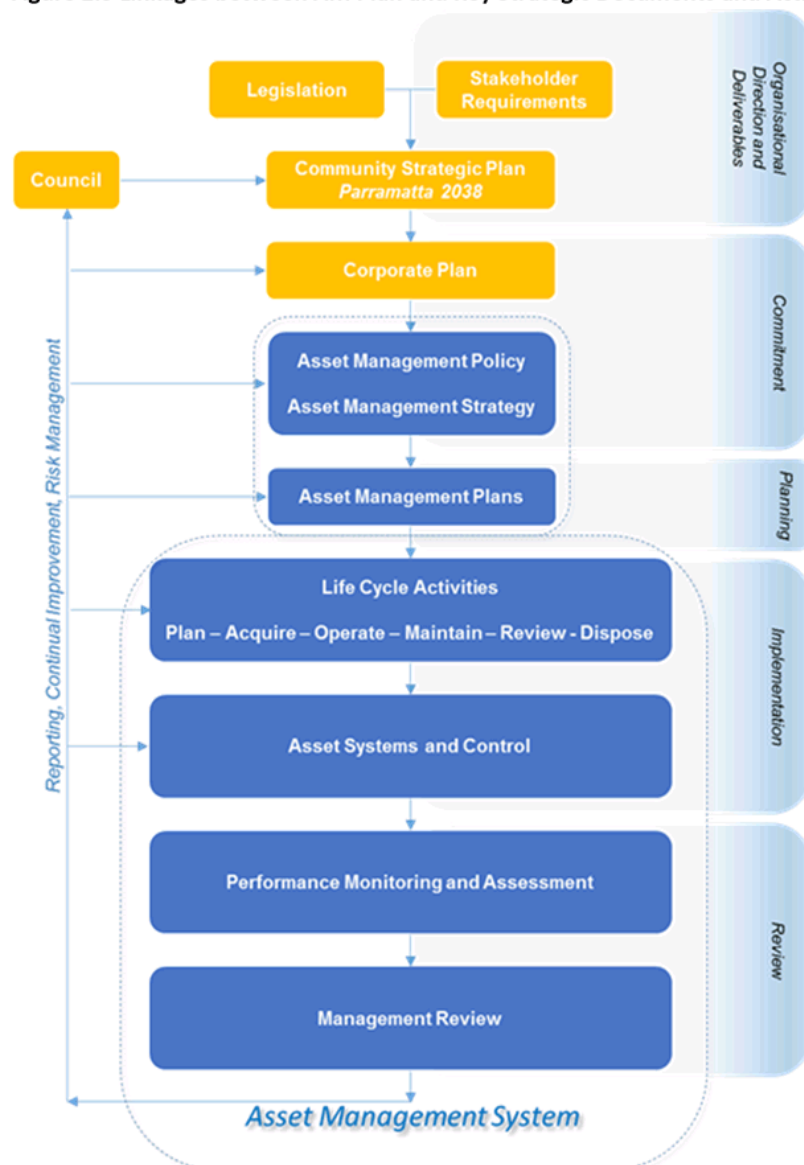 Legislation
Stakeholder
Requirements
Organisational
Direction and
Deliverables
Council
Community Strategic Plan
Parramatta 2038
Corporate Plan
Commitment
Asset Management Policy
Asset Management Strategy
Asset Management Plans
Planning
Reporting, Continual Improvement, Risk Management
Life Cycle Activities
Plan – Acquire – Operate – Maintain – Review - Dispose
Implementation
Asset Systems and Control
Performance Monitoring and Assessment
Review
Management Review
Asset Management System